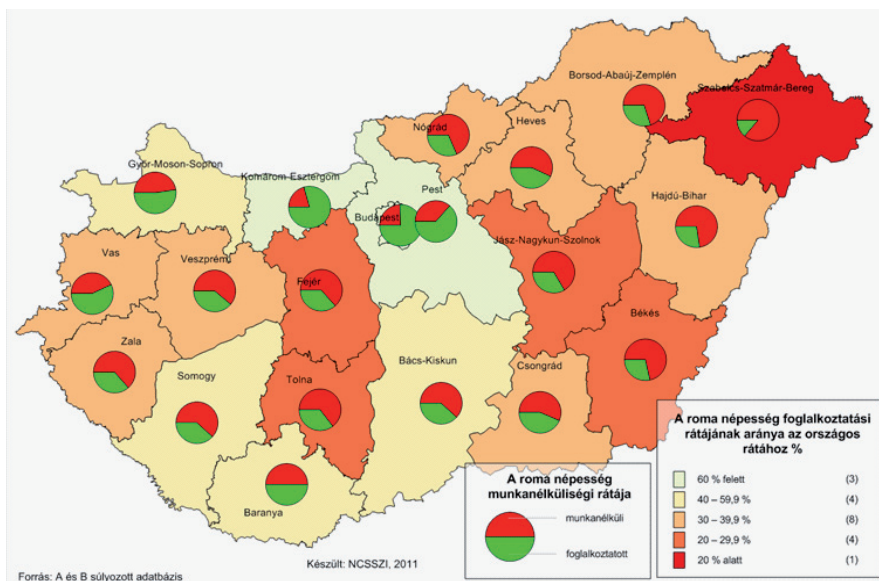 Borsod-Abaúj-Zemplén
Szabolcs-Szatmár-Bereg
Nógrád
Heves
Győr-Moson-Sopron
Komárom-Esztergom
Pest
Budapest
Hajdú-Bihar
Jász-Nagykun-Szolnok
Vas
Veszprém
Fejér
Békés
Zala
Bács-Kiskun
Csongrád
Somogy
Tolna
Baranya
A roma népesség
munkanélküliségi rátája
munkanélküli
foglalkoztatott
A roma népesség foglalkoztatási
rátájának aránya az országos
rátához %
60 % felett (3)
40 – 59,9 % (4)
30 – 39,9 % (8)
20 – 29,9 % (4)
20 % alatt (1)
Készült: NCSSZI, 2011
Forrás: A és B súlyozott adatbázis